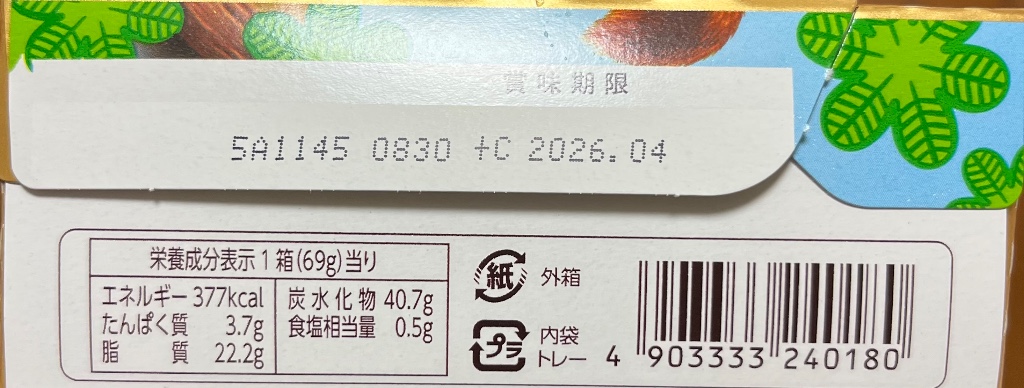 賞味期限
5A1145 0830 +C 2026.04
栄養成分表示1箱(69g)当り
エネルギー 377kcal
たんぱく質 3.7g
脂質 22.2g
炭水化物 40.7g
食塩相当量 0.5g
紙 外箱
プラ 内袋
トレー
4 903333 240180